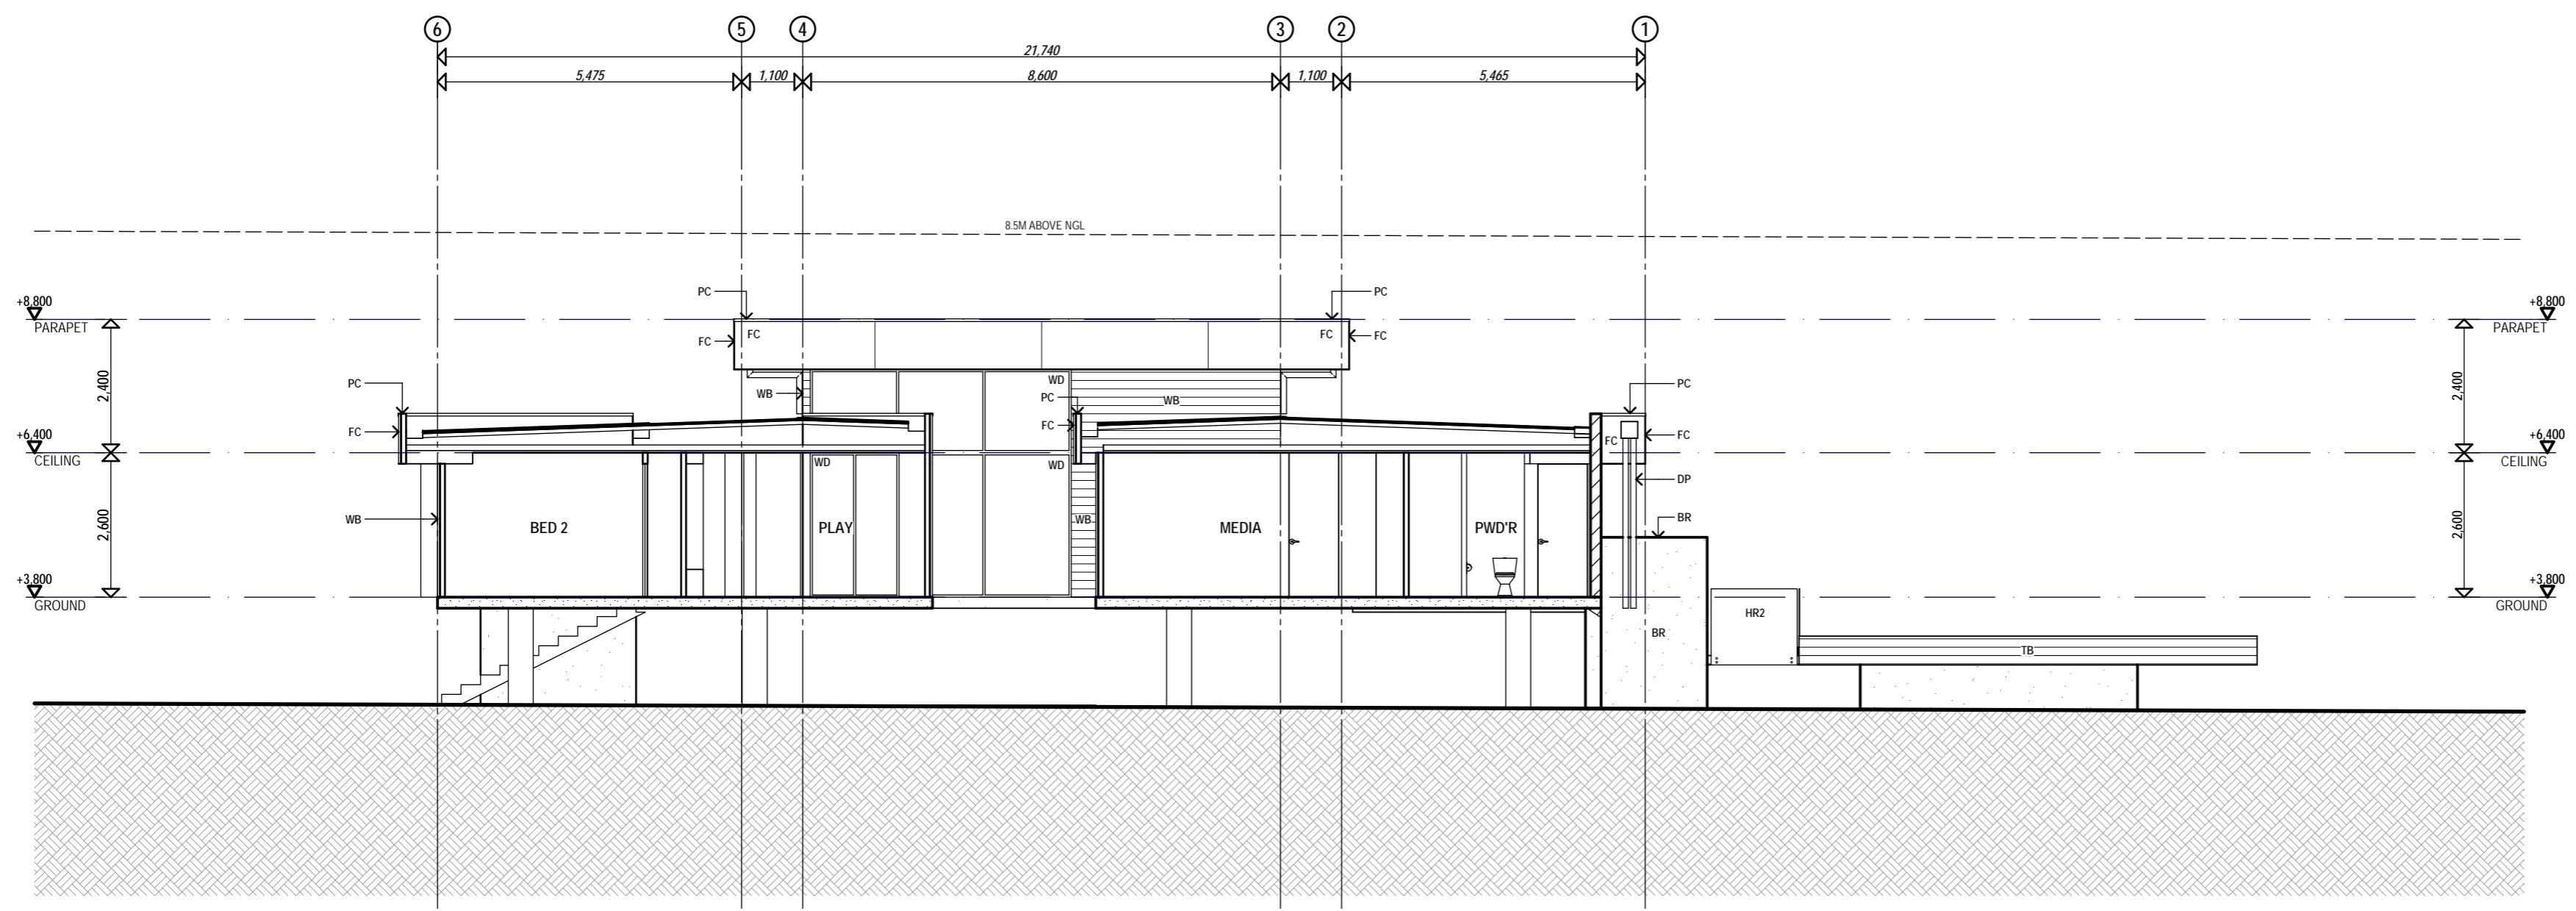 6 5 4 3 2 1
21,740
5,475 1,100 8,600 1,100 5,465
8.5M ABOVE NGL
PC PC
+8,800 +8,800
PARAPET PARAPET
FC FC FC FC
2,400 2,400
PC WD PC
WB PC WB
FC FC FC FC
+6,400 +6,400
CEILING CEILING
WD WD
DP
WB WB BR
2,600 2,600
BED 2 PLAY MEDIA PWD'R
+3,800 +3,800
GROUND GROUND
HR2
BR
TB